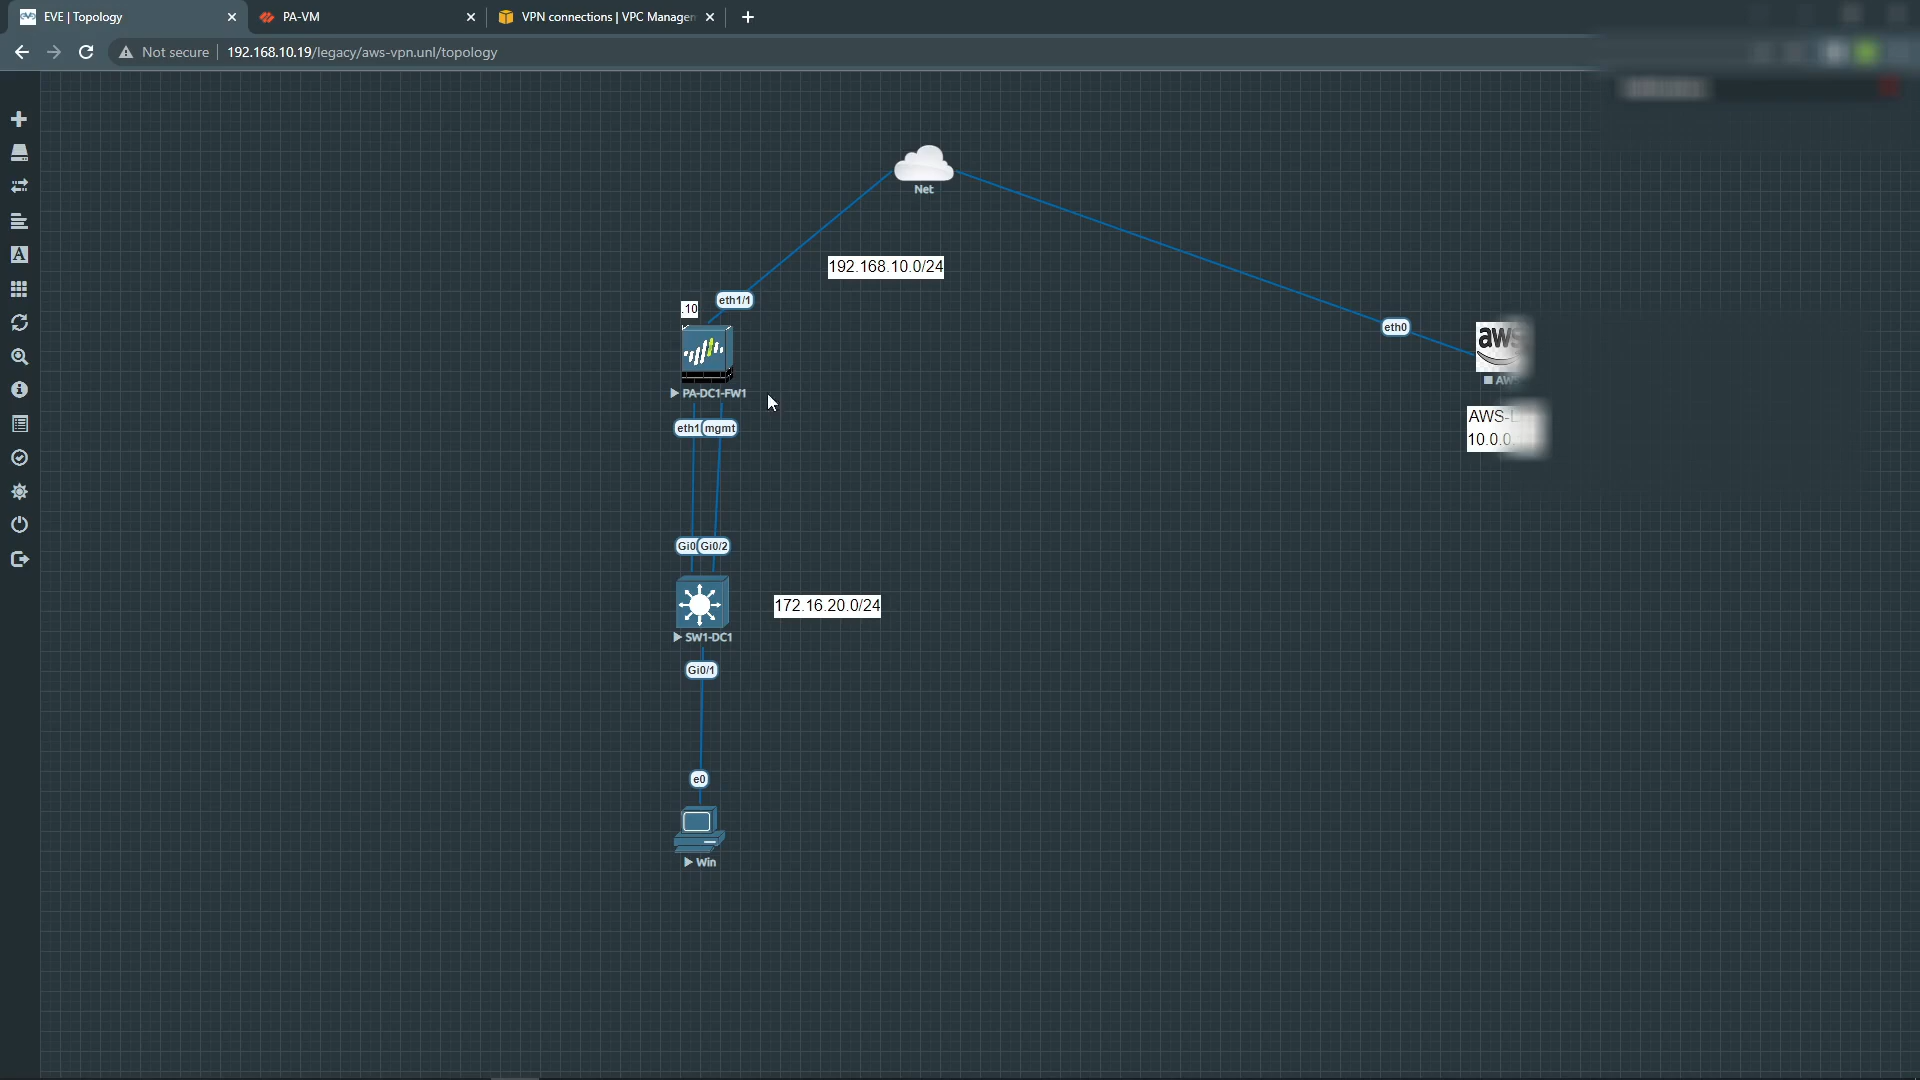 EVE | Topology
PA-VM
VPN connections | VPC Manage
Not secure
192.168.10.19/legacy/aws-vpn.unl/topology
Net
192.168.10.0/24
.10
eth1/1
eth0
aws
PA-DC1-FW1
AWS-
10.0.0.
eth1
mgmt
Gi0
Gi0/2
172.16.20.0/24
SW1-DC1
Gi0/1
e0
Win